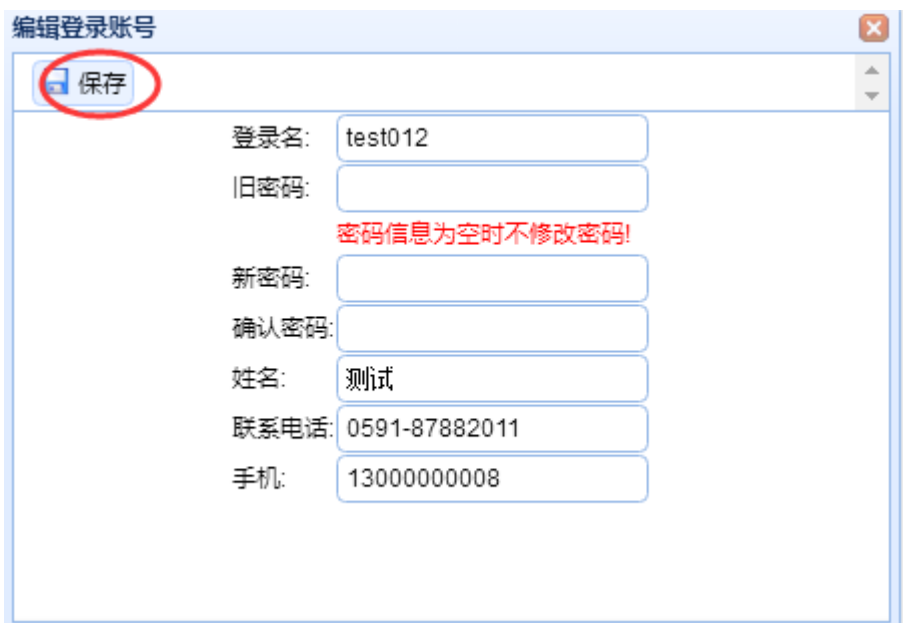 编辑登录账号
保存
登录名: test012
旧密码:
密码信息为空时不修改密码!
新密码:
确认密码:
姓名: 测试
联系电话: 0591-87882011
手机: 13000000008